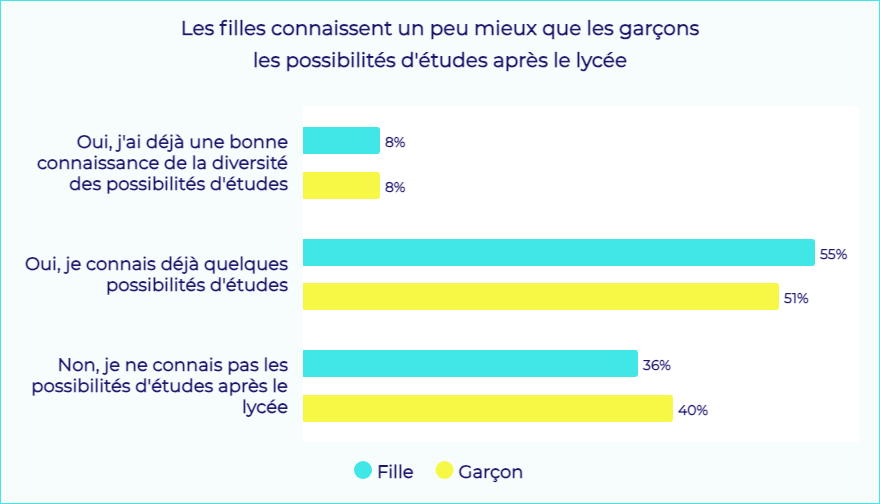 Les filles connaissent un peu mieux que les garçons
les possibilités d'études après le lycée
Oui, j'ai déjà une bonne
connaissance de la diversité
des possibilités d'études
8%
8%
Oui, je connais déjà quelques
possibilités d'études
55%
51%
Non, je ne connais pas les
possibilités d'études après le
lycée
36%
40%
Fille Garçon